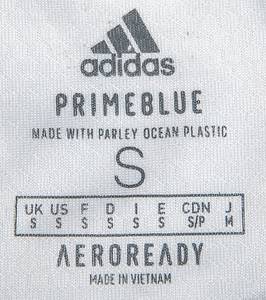 adidas
PRIMEBLUE
MADE WITH PARLEY OCEAN PLASTIC
S
UK US F D I E CDN J
S S S S S S S/P M
AEROREADY
MADE IN VIETNAM